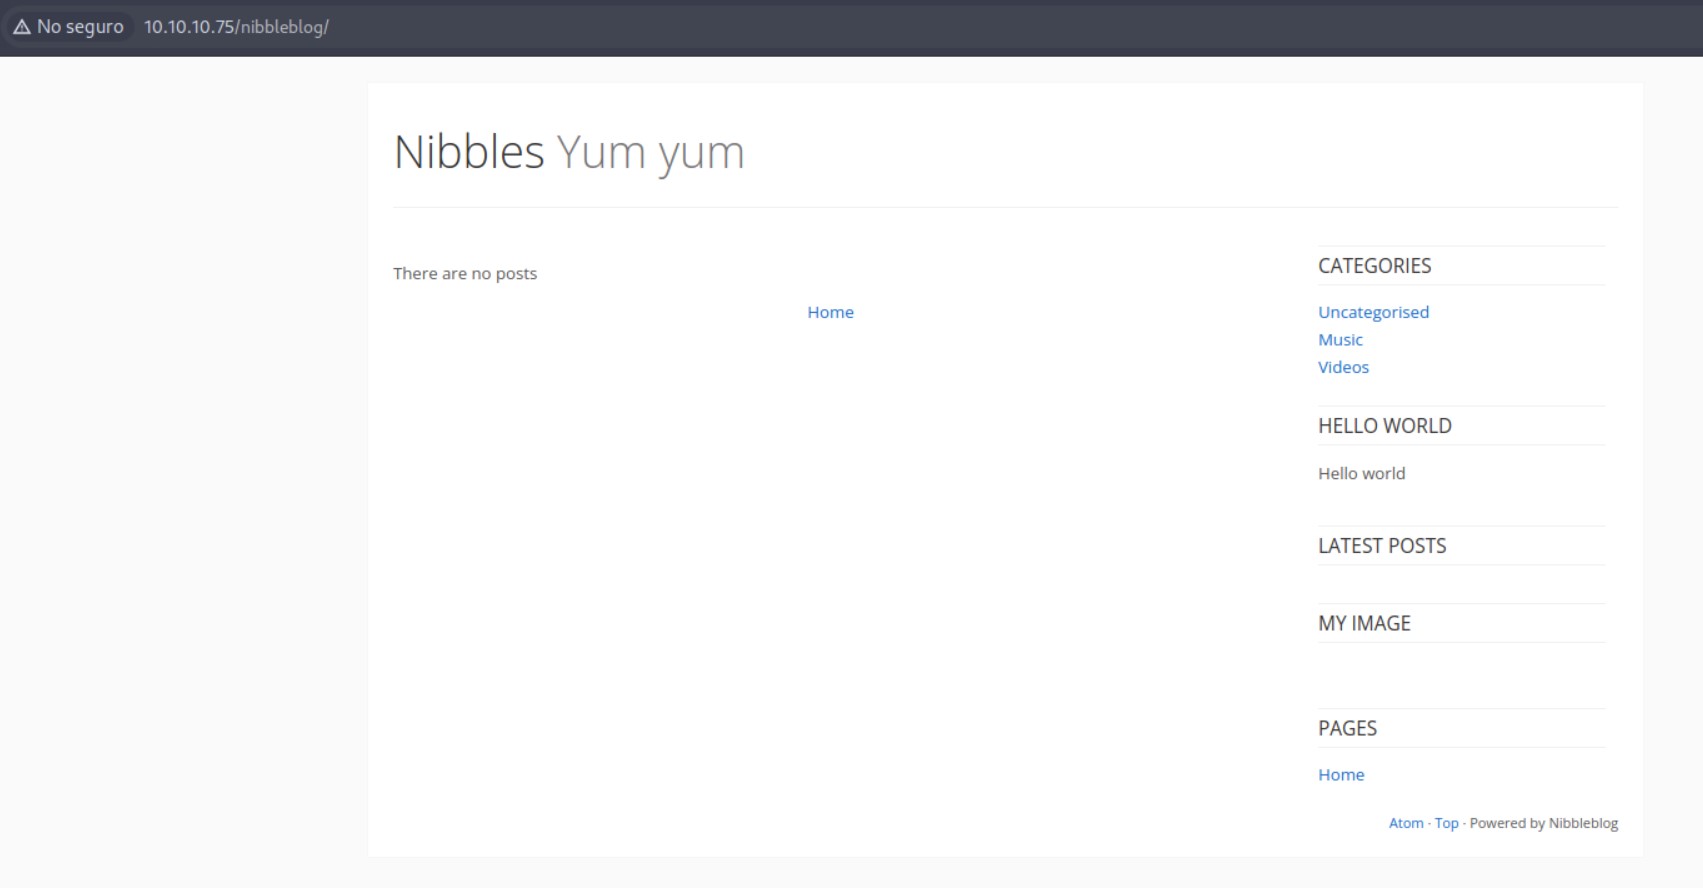 No seguro 10.10.10.75/nibbleblog/
Nibbles Yum yum
There are no posts
Home
CATEGORIES
Uncategorised
Music
Videos
HELLO WORLD
Hello world
LATEST POSTS
MY IMAGE
PAGES
Home
Atom · Top · Powered by Nibbleblog